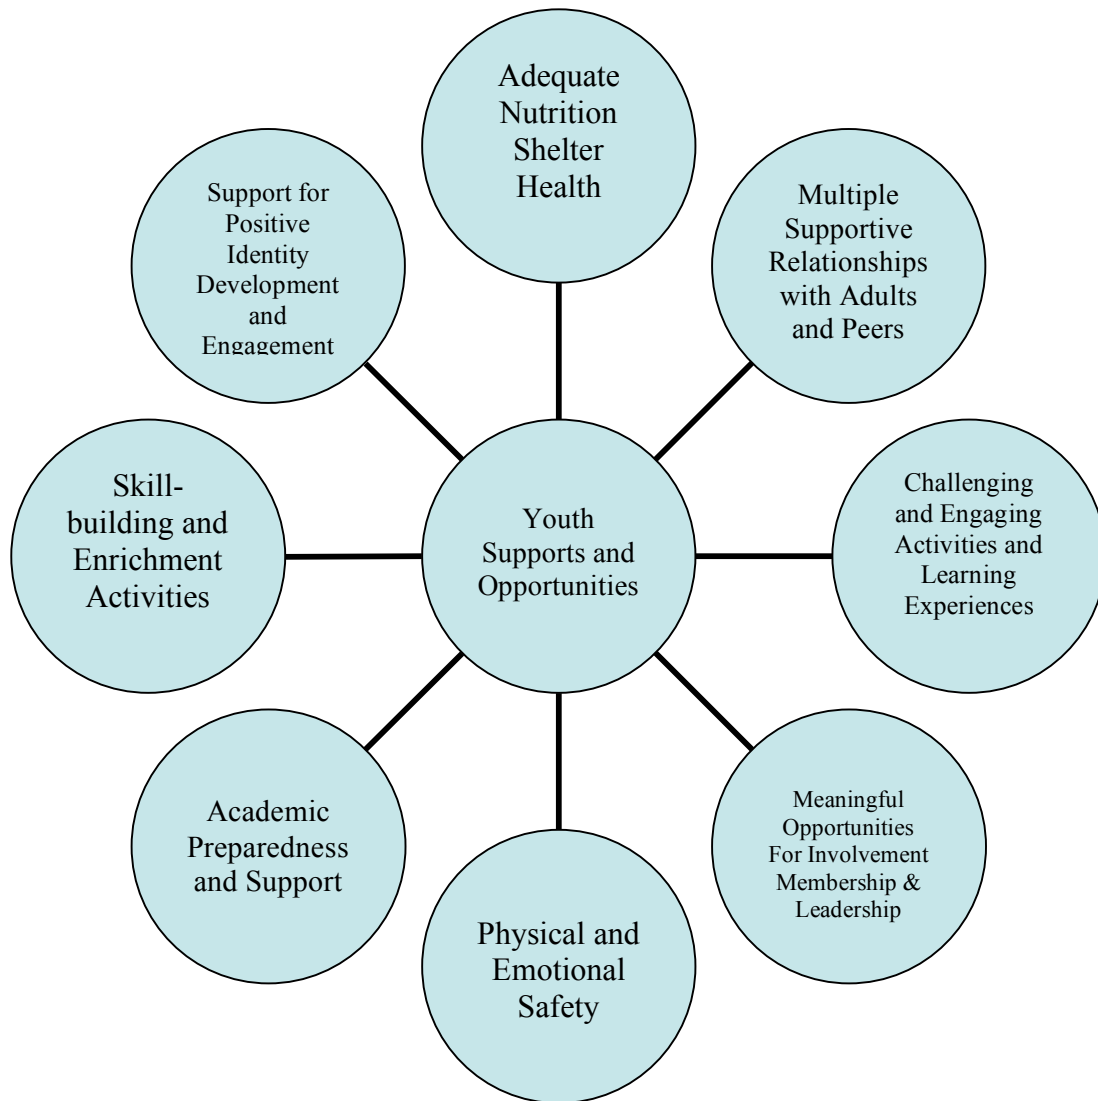 Adequate
Nutrition
Shelter
Health
Support for
Positive
Identity
Development
and
Engagement
Multiple
Supportive
Relationships
with Adults
and Peers
Skill-
building and
Enrichment
Activities
Youth
Supports and
Opportunities
Challenging
and Engaging
Activities and
Learning
Experiences
Academic
Preparedness
and Support
Meaningful
Opportunities
For Involvement
Membership &
Leadership
Physical and
Emotional
Safety